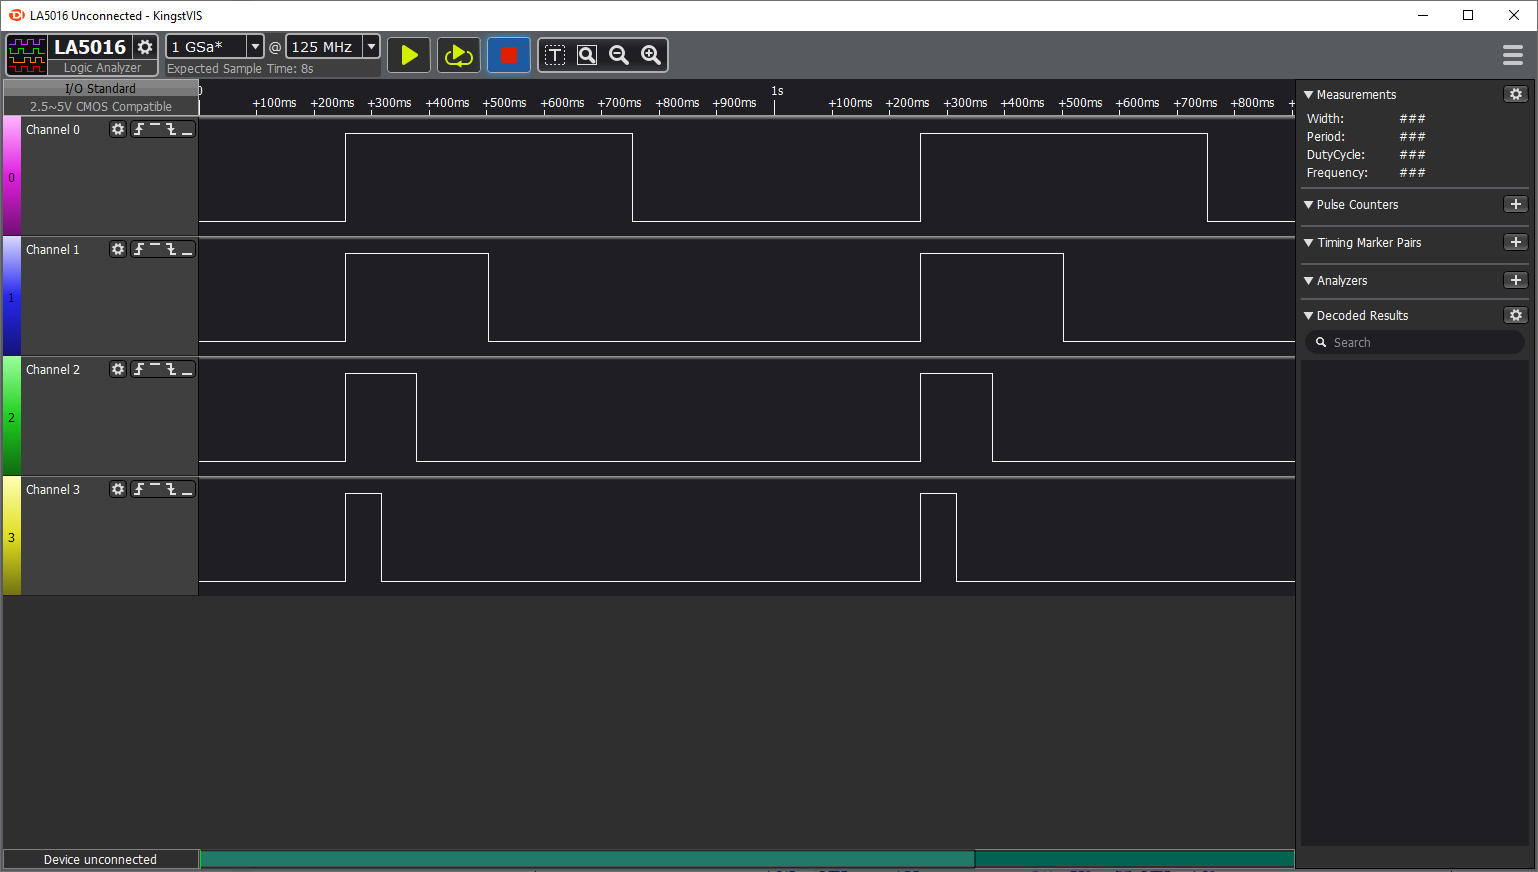 LA5016 Unconnected - KingstVIS
LA5016
Logic Analyzer
1 GSa* @ 125 MHz
Expected Sample Time: 8s
T
I/O Standard
2.5~5V CMOS Compatible
0 1s
+100ms +200ms +300ms +400ms +500ms +600ms +700ms +800ms +900ms +100ms +200ms +300ms +400ms +500ms +600ms +700ms +800ms
Channel 0
0
Channel 1
1
Channel 2
2
Channel 3
3
Measurements
Width: ###
Period: ###
DutyCycle: ###
Frequency: ###
Pulse Counters
Timing Marker Pairs
Analyzers
Decoded Results
Search
Device unconnected